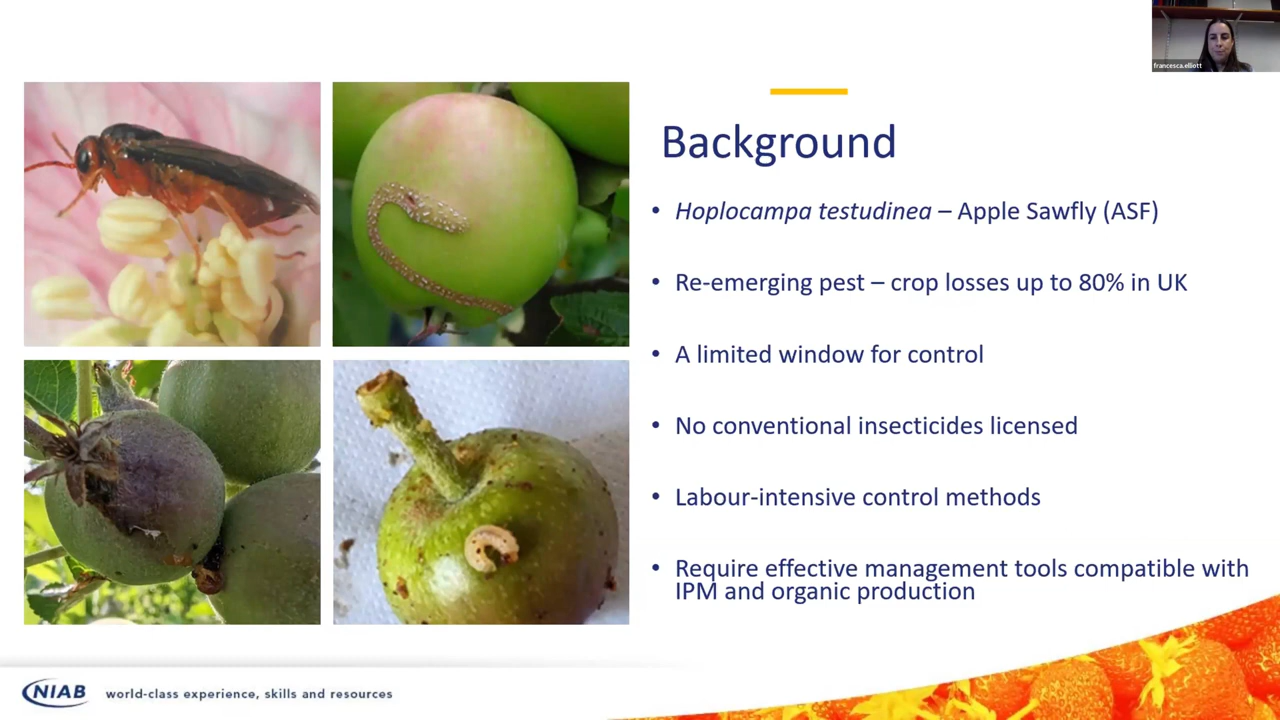 francesca.elliott
Background
• Hoplocampa testudinea – Apple Sawfly (ASF)
• Re-emerging pest – crop losses up to 80% in UK
• A limited window for control
• No conventional insecticides licensed
• Labour-intensive control methods
• Require effective management tools compatible with
IPM and organic production
NIAB
world-class experience, skills and resources